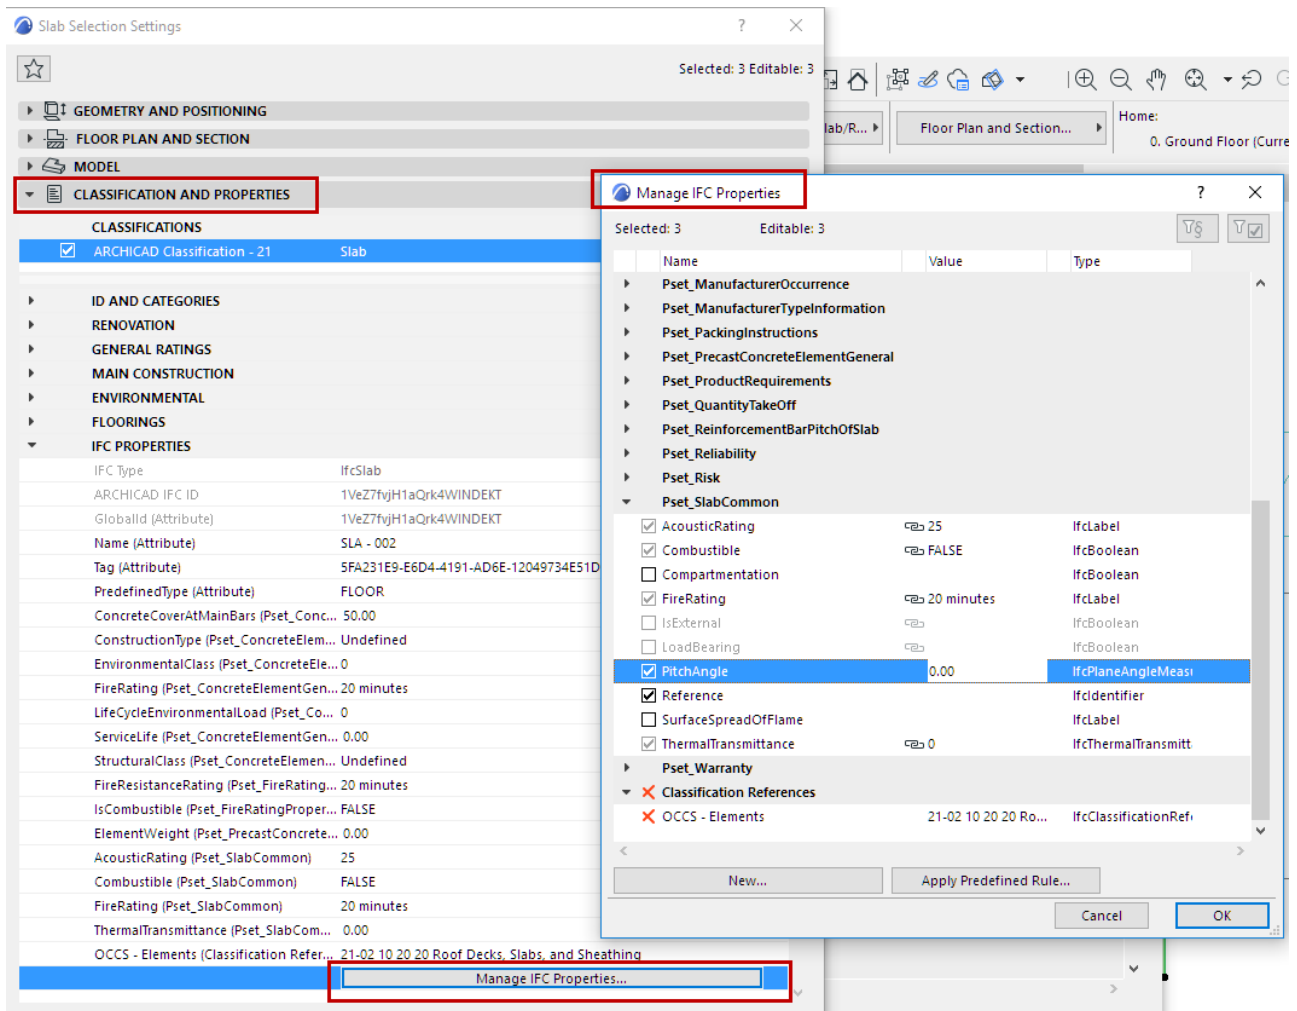 Slab Selection Settings
?
Selected: 3 Editable: 3
GEOMETRY AND POSITIONING
FLOOR PLAN AND SECTION
MODEL
CLASSIFICATION AND PROPERTIES
CLASSIFICATIONS
ARCHICAD Classification - 21 Slab
ID AND CATEGORIES
RENOVATION
GENERAL RATINGS
MAIN CONSTRUCTION
ENVIRONMENTAL
FLOORINGS
IFC PROPERTIES
IFC Type IfcSlab
ARCHICAD IFC ID 1VeZ7fvjH1aQrk4WINDEKT
GlobalId (Attribute) 1VeZ7fvjH1aQrk4WINDEKT
Name (Attribute) SLA - 002
Tag (Attribute) 5FA231E9-E6D4-4191-AD6E-12049734E51D
PredefinedType (Attribute) FLOOR
ConcreteCoverAtMainBars (Pset_Conc... 50.00
ConstructionType (Pset_ConcreteElem... Undefined
EnvironmentalClass (Pset_ConcreteEle... 0
FireRating (Pset_ConcreteElementGen... 20 minutes
LifeCycleEnvironmentalLoad (Pset_Co... 0
ServiceLife (Pset_ConcreteElementGen... 0.00
StructuralClass (Pset_ConcreteElemen... Undefined
FireResistanceRating (Pset_FireRating... 20 minutes
IsCombustible (Pset_FireRatingProper... FALSE
ElementWeight (Pset_PrecastConcrete... 0.00
AcousticRating (Pset_SlabCommon) 25
Combustible (Pset_SlabCommon) FALSE
FireRating (Pset_SlabCommon) 20 minutes
ThermalTransmittance (Pset_SlabCom... 0.00
OCCS - Elements (Classification Refer... 21-02 10 20 20 Roof Decks, Slabs, and Sheathing
Manage IFC Properties...
lab/R...
Floor Plan and Section...
Home:
0. Ground Floor (Curre
Manage IFC Properties
?
Selected: 3 Editable: 3
Name Value Type
Pset_ManufacturerOccurrence
Pset_ManufacturerTypeInformation
Pset_PackingInstructions
Pset_PrecastConcreteElementGeneral
Pset_ProductRequirements
Pset_QuantityTakeOff
Pset_ReinforcementBarPitchOfSlab
Pset_Reliability
Pset_Risk
Pset_SlabCommon
AcousticRating 25 IfcLabel
Combustible FALSE IfcBoolean
Compartmentation IfcBoolean
FireRating 20 minutes IfcLabel
IsExternal IfcBoolean
LoadBearing IfcBoolean
PitchAngle 0.00 IfcPlaneAngleMeasu
Reference IfcIdentifier
SurfaceSpreadOfFlame IfcLabel
ThermalTransmittance 0 IfcThermalTransmitt
Pset_Warranty
Classification References
OCCS - Elements 21-02 10 20 20 Ro... IfcClassificationRef
New...
Apply Predefined Rule...
Cancel
OK